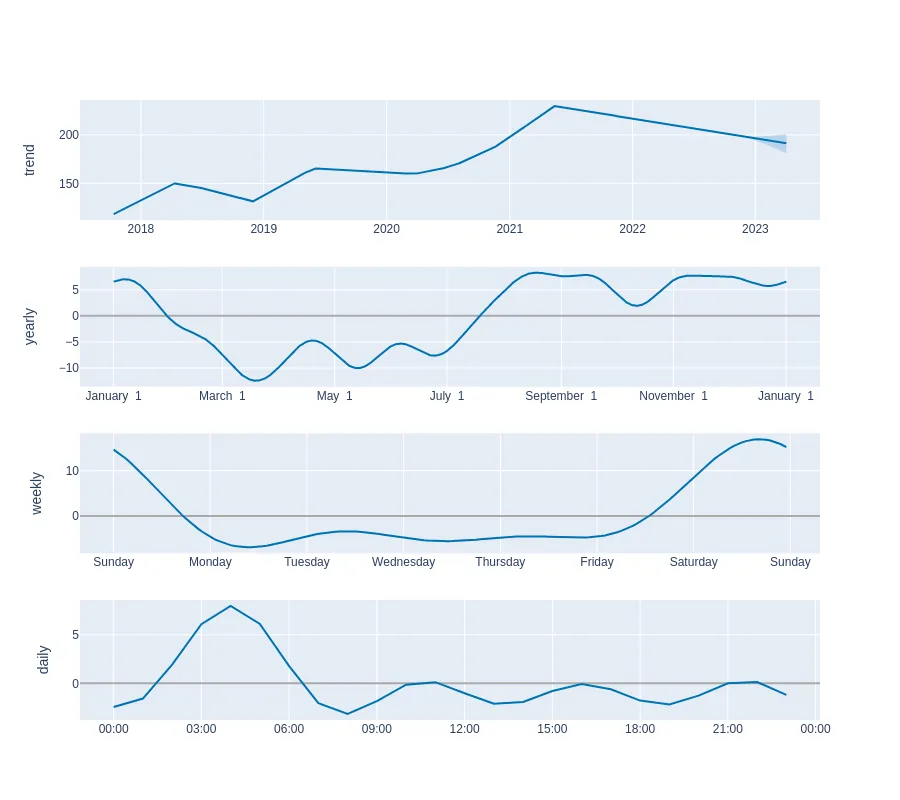 trend
200
150
2018 2019 2020 2021 2022 2023
yearly
5
0
−5
−10
January 1 March 1 May 1 July 1 September 1 November 1 January 1
weekly
10
0
Sunday Monday Tuesday Wednesday Thursday Friday Saturday Sunday
daily
5
0
00:00 03:00 06:00 09:00 12:00 15:00 18:00 21:00 00:00